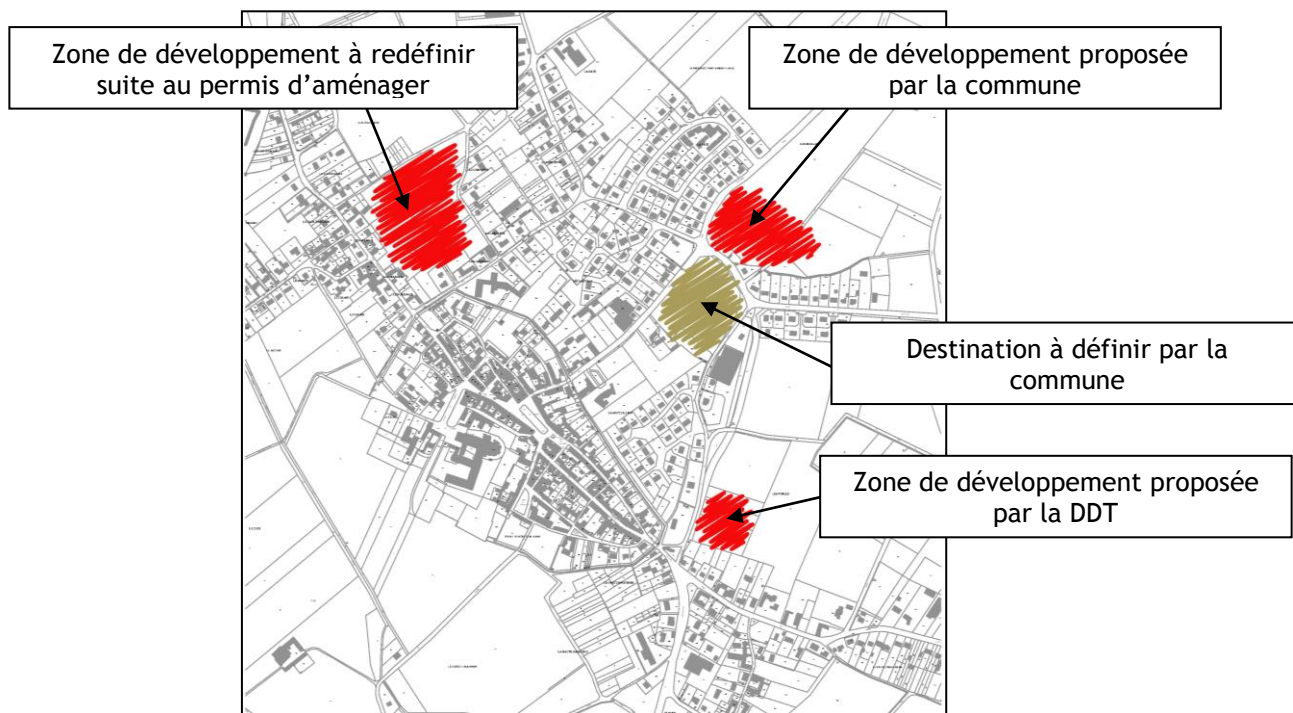 Zone de développement à redéfinir
suite au permis d’aménager
Zone de développement proposée
par la commune
Destination à définir par la
commune
Zone de développement proposée
par la DDT